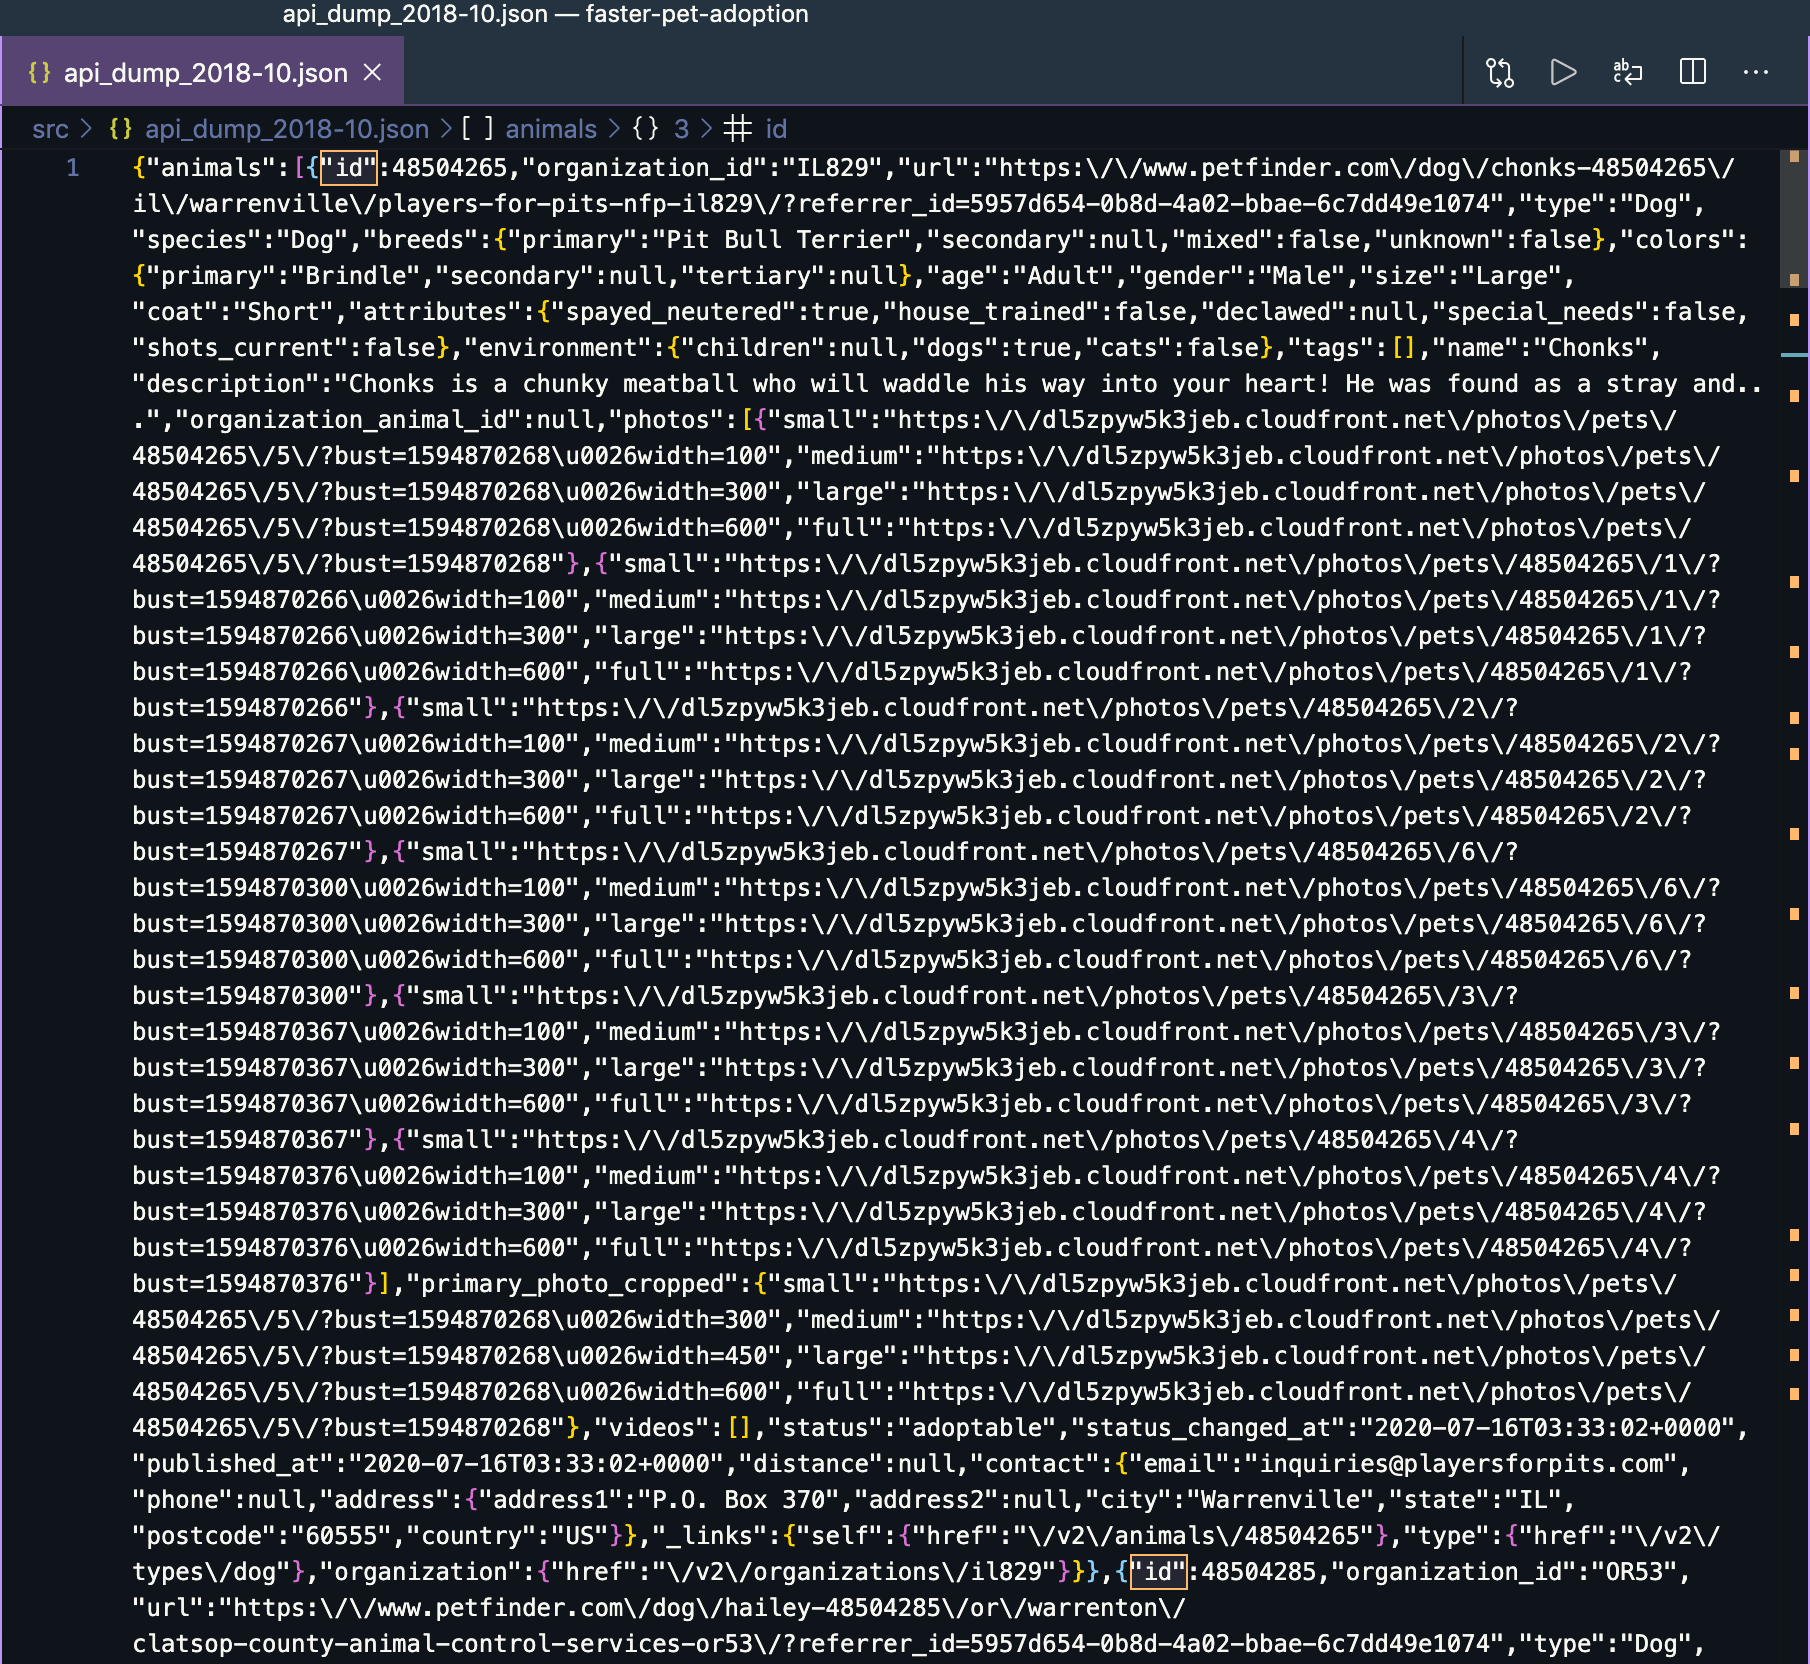 api_dump_2018-10.json — faster-pet-adoption
{} api_dump_2018-10.json ×
src > {} api_dump_2018-10.json > [ ] animals > {} 3 > # id
1 {"animals":[{"id":48504265,"organization_id":"IL829","url":"https:\/\/www.petfinder.com\/dog\/chonks-48504265\/
il\/warrenville\/players-for-pits-nfp-il829\/?referrer_id=5957d654-0b8d-4a02-bbae-6c7dd49e1074","type":"Dog",
"species":"Dog","breeds":{"primary":"Pit Bull Terrier","secondary":null,"mixed":false,"unknown":false},"colors":
{"primary":"Brindle","secondary":null,"tertiary":null},"age":"Adult","gender":"Male","size":"Large",
"coat":"Short","attributes":{"spayed_neutered":true,"house_trained":false,"declawed":null,"special_needs":false,
"shots_current":false},"environment":{"children":null,"dogs":true,"cats":false},"tags":[],"name":"Chonks",
"description":"Chonks is a chunky meatball who will waddle his way into your heart! He was found as a stray and..
.","organization_animal_id":null,"photos":[{"small":"https:\/\/dl5zpyw5k3jeb.cloudfront.net\/photos\/pets\/
48504265\/5\/?bust=1594870268\u0026width=100","medium":"https:\/\/dl5zpyw5k3jeb.cloudfront.net\/photos\/pets\/
48504265\/5\/?bust=1594870268\u0026width=300","large":"https:\/\/dl5zpyw5k3jeb.cloudfront.net\/photos\/pets\/
48504265\/5\/?bust=1594870268\u0026width=600","full":"https:\/\/dl5zpyw5k3jeb.cloudfront.net\/photos\/pets\/
48504265\/5\/?bust=1594870268"},{"small":"https:\/\/dl5zpyw5k3jeb.cloudfront.net\/photos\/pets\/48504265\/1\/?
bust=1594870266\u0026width=100","medium":"https:\/\/dl5zpyw5k3jeb.cloudfront.net\/photos\/pets\/48504265\/1\/?
bust=1594870266\u0026width=300","large":"https:\/\/dl5zpyw5k3jeb.cloudfront.net\/photos\/pets\/48504265\/1\/?
bust=1594870266\u0026width=600","full":"https:\/\/dl5zpyw5k3jeb.cloudfront.net\/photos\/pets\/48504265\/1\/?
bust=1594870266"},{"small":"https:\/\/dl5zpyw5k3jeb.cloudfront.net\/photos\/pets\/48504265\/2\/?
bust=1594870267\u0026width=100","medium":"https:\/\/dl5zpyw5k3jeb.cloudfront.net\/photos\/pets\/48504265\/2\/?
bust=1594870267\u0026width=300","large":"https:\/\/dl5zpyw5k3jeb.cloudfront.net\/photos\/pets\/48504265\/2\/?
bust=1594870267\u0026width=600","full":"https:\/\/dl5zpyw5k3jeb.cloudfront.net\/photos\/pets\/48504265\/2\/?
bust=1594870267"},{"small":"https:\/\/dl5zpyw5k3jeb.cloudfront.net\/photos\/pets\/48504265\/6\/?
bust=1594870300\u0026width=100","medium":"https:\/\/dl5zpyw5k3jeb.cloudfront.net\/photos\/pets\/48504265\/6\/?
bust=1594870300\u0026width=300","large":"https:\/\/dl5zpyw5k3jeb.cloudfront.net\/photos\/pets\/48504265\/6\/?
bust=1594870300\u0026width=600","full":"https:\/\/dl5zpyw5k3jeb.cloudfront.net\/photos\/pets\/48504265\/6\/?
bust=1594870300"},{"small":"https:\/\/dl5zpyw5k3jeb.cloudfront.net\/photos\/pets\/48504265\/3\/?
bust=1594870367\u0026width=100","medium":"https:\/\/dl5zpyw5k3jeb.cloudfront.net\/photos\/pets\/48504265\/3\/?
bust=1594870367\u0026width=300","large":"https:\/\/dl5zpyw5k3jeb.cloudfront.net\/photos\/pets\/48504265\/3\/?
bust=1594870367\u0026width=600","full":"https:\/\/dl5zpyw5k3jeb.cloudfront.net\/photos\/pets\/48504265\/3\/?
bust=1594870367"},{"small":"https:\/\/dl5zpyw5k3jeb.cloudfront.net\/photos\/pets\/48504265\/4\/?
bust=1594870376\u0026width=100","medium":"https:\/\/dl5zpyw5k3jeb.cloudfront.net\/photos\/pets\/48504265\/4\/?
bust=1594870376\u0026width=300","large":"https:\/\/dl5zpyw5k3jeb.cloudfront.net\/photos\/pets\/48504265\/4\/?
bust=1594870376\u0026width=600","full":"https:\/\/dl5zpyw5k3jeb.cloudfront.net\/photos\/pets\/48504265\/4\/?
bust=1594870376"}],"primary_photo_cropped":{"small":"https:\/\/dl5zpyw5k3jeb.cloudfront.net\/photos\/pets\/
48504265\/5\/?bust=1594870268\u0026width=300","medium":"https:\/\/dl5zpyw5k3jeb.cloudfront.net\/photos\/pets\/
48504265\/5\/?bust=1594870268\u0026width=450","large":"https:\/\/dl5zpyw5k3jeb.cloudfront.net\/photos\/pets\/
48504265\/5\/?bust=1594870268\u0026width=600","full":"https:\/\/dl5zpyw5k3jeb.cloudfront.net\/photos\/pets\/
48504265\/5\/?bust=1594870268"},"videos":[],"status":"adoptable","status_changed_at":"2020-07-16T03:33:02+0000",
"published_at":"2020-07-16T03:33:02+0000","distance":null,"contact":{"email":"inquiries@playersforpits.com",
"phone":null,"address":{"address1":"P.O. Box 370","address2":null,"city":"Warrenville","state":"IL",
"postcode":"60555","country":"US"}},"_links":{"self":{"href":"\/v2\/animals\/48504265"},"type":{"href":"\/v2\/
types\/dog"},"organization":{"href":"\/v2\/organizations\/il829"}}},{"id":48504285,"organization_id":"OR53",
"url":"https:\/\/www.petfinder.com\/dog\/hailey-48504285\/or\/warrenton\/
clatsop-county-animal-control-services-or53\/?referrer_id=5957d654-0b8d-4a02-bbae-6c7dd49e1074","type":"Dog",